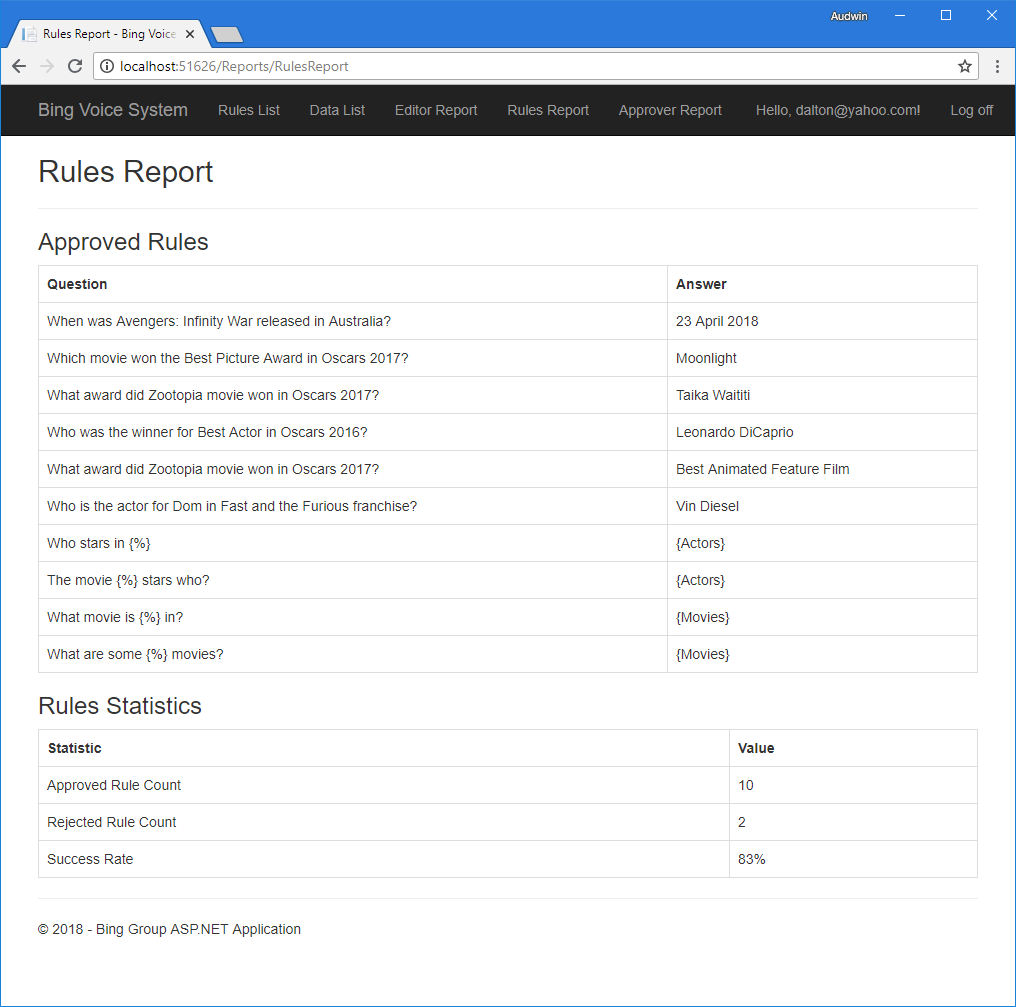 Audwin
Rules Report - Bing Voice
localhost:51626/Reports/RulesReport
Bing Voice System Rules List Data List Editor Report Rules Report Approver Report Hello, dalton@yahoo.com! Log off
Rules Report
Approved Rules
Question Answer
When was Avengers: Infinity War released in Australia? 23 April 2018
Which movie won the Best Picture Award in Oscars 2017? Moonlight
What award did Zootopia movie won in Oscars 2017? Taika Waititi
Who was the winner for Best Actor in Oscars 2016? Leonardo DiCaprio
What award did Zootopia movie won in Oscars 2017? Best Animated Feature Film
Who is the actor for Dom in Fast and the Furious franchise? Vin Diesel
Who stars in {%} {Actors}
The movie {%} stars who? {Actors}
What movie is {%} in? {Movies}
What are some {%} movies? {Movies}
Rules Statistics
Statistic Value
Approved Rule Count 10
Rejected Rule Count 2
Success Rate 83%
© 2018 - Bing Group ASP.NET Application